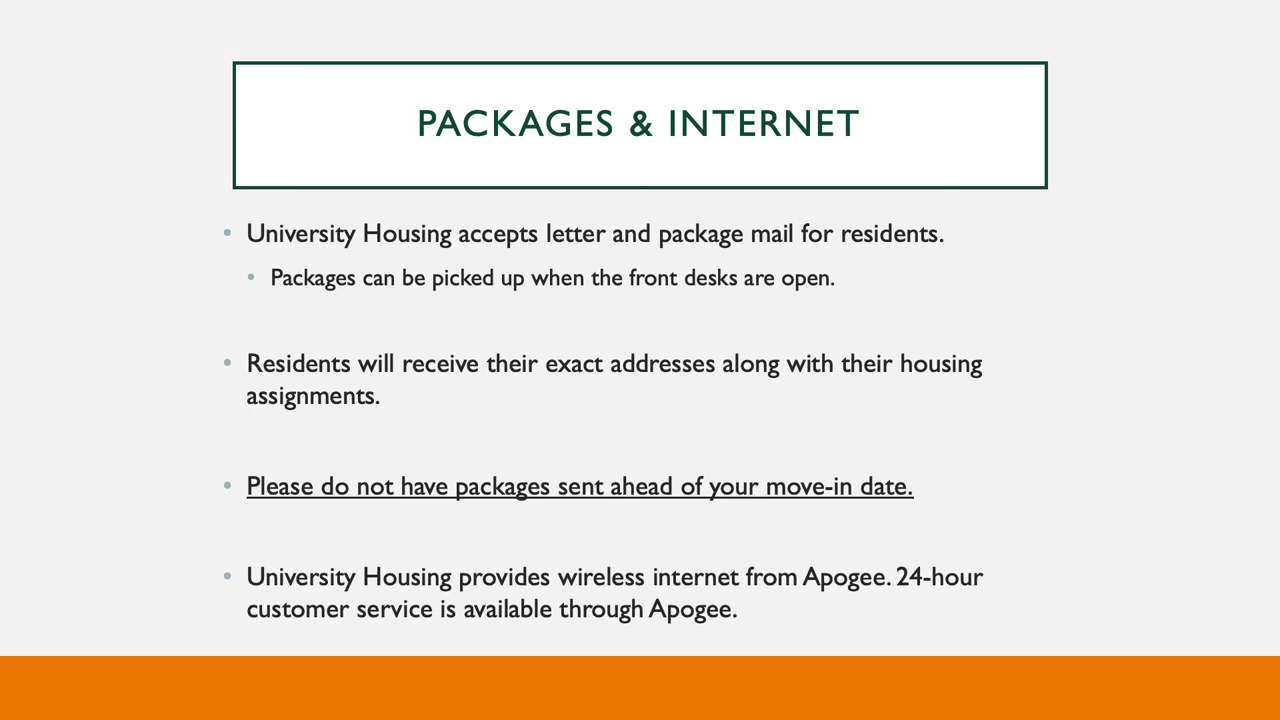 PACKAGES & INTERNET
• University Housing accepts letter and package mail for residents.
• Packages can be picked up when the front desks are open.
• Residents will receive their exact addresses along with their housing
assignments.
• Please do not have packages sent ahead of your move-in date.
• University Housing provides wireless internet from Apogee. 24-hour
customer service is available through Apogee.